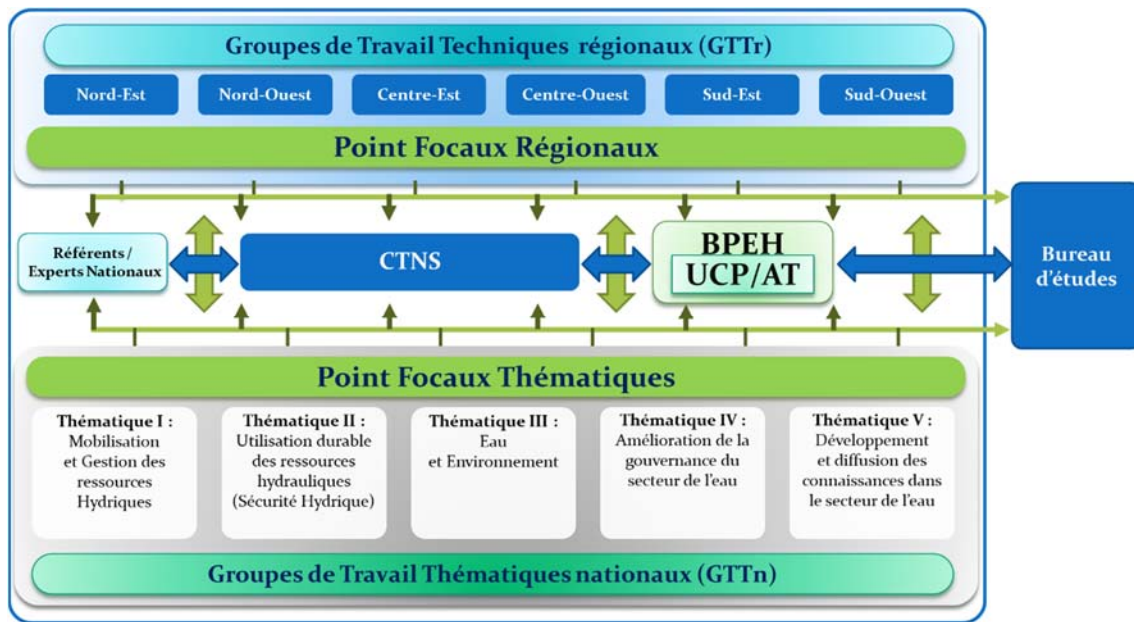 Groupes de Travail Techniques régionaux (GTTr)
Nord-Est
Nord-Ouest
Centre-Est
Centre-Ouest
Sud-Est
Sud-Ouest
Point Focaux Régionaux
Référents /
Experts Nationaux
CTNS
BPEH
UCP/AT
Bureau
d'études
Point Focaux Thématiques
Thématique I :
Mobilisation
et Gestion des
ressources
Hydriques
Thématique II :
Utilisation durable
des ressources
hydrauliques
(Sécurité Hydrique)
Thématique III :
Eau
et Environnement
Thématique IV :
Amélioration de la
gouvernance du
secteur de l'eau
Thématique V :
Développement
et diffusion des
connaissances dans
le secteur de l'eau
Groupes de Travail Thématiques nationaux (GTTn)